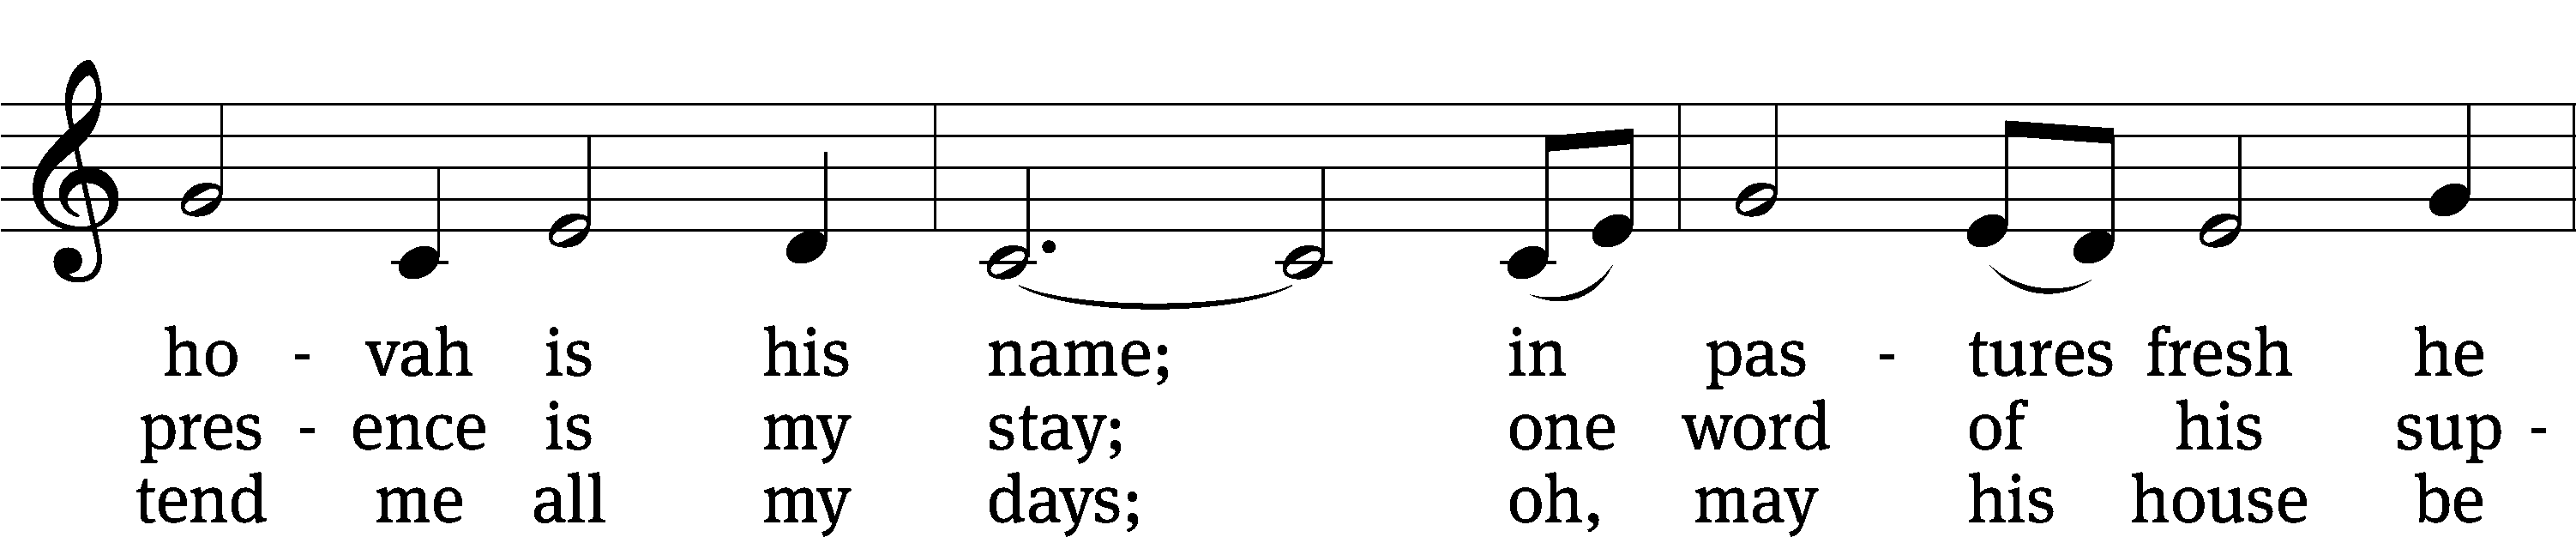 ho - vah is his name; in pas - tures fresh he
pres - ence is my stay; one word of his sup -
tend me all my days; oh, may his house be